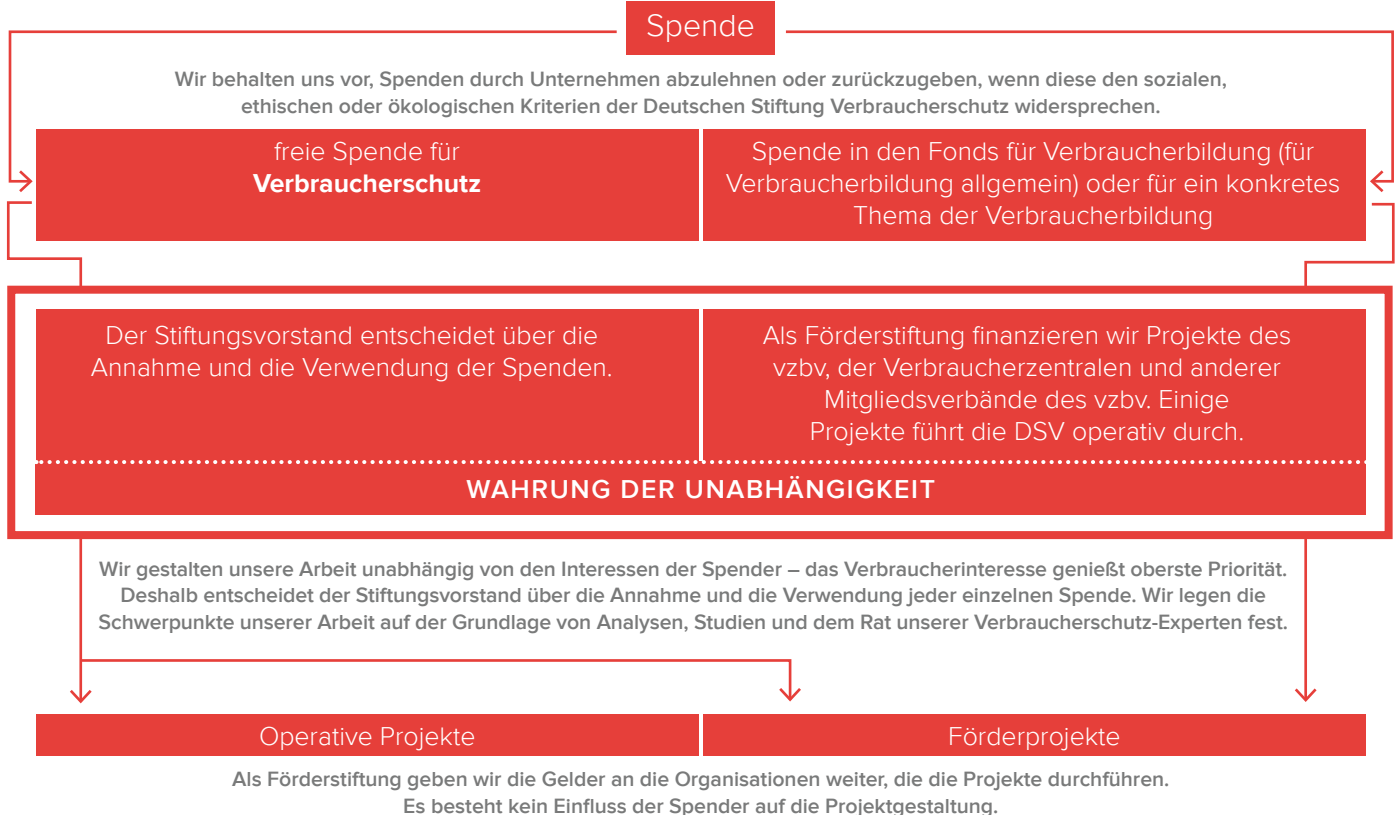 Spende
Wir behalten uns vor, Spenden durch Unternehmen abzulehnen oder zurückzugeben, wenn diese den sozialen,
ethischen oder ökologischen Kriterien der Deutschen Stiftung Verbraucherschutz widersprechen.
freie Spende für
Verbraucherschutz
Spende in den Fonds für Verbraucherbildung (für
Verbraucherbildung allgemein) oder für ein konkretes
Thema der Verbraucherbildung
Der Stiftungsvorstand entscheidet über die
Annahme und die Verwendung der Spenden.
Als Förderstiftung finanzieren wir Projekte des
vzbv, der Verbraucherzentralen und anderer
Mitgliedsverbände des vzbv. Einige
Projekte führt die DSV operativ durch.
WAHRUNG DER UNABHÄNGIGKEIT
Wir gestalten unsere Arbeit unabhängig von den Interessen der Spender – das Verbraucherinteresse genießt oberste Priorität.
Deshalb entscheidet der Stiftungsvorstand über die Annahme und die Verwendung jeder einzelnen Spende. Wir legen die
Schwerpunkte unserer Arbeit auf der Grundlage von Analysen, Studien und dem Rat unserer Verbraucherschutz-Experten fest.
Operative Projekte
Förderprojekte
Als Förderstiftung geben wir die Gelder an die Organisationen weiter, die die Projekte durchführen.
Es besteht kein Einfluss der Spender auf die Projektgestaltung.